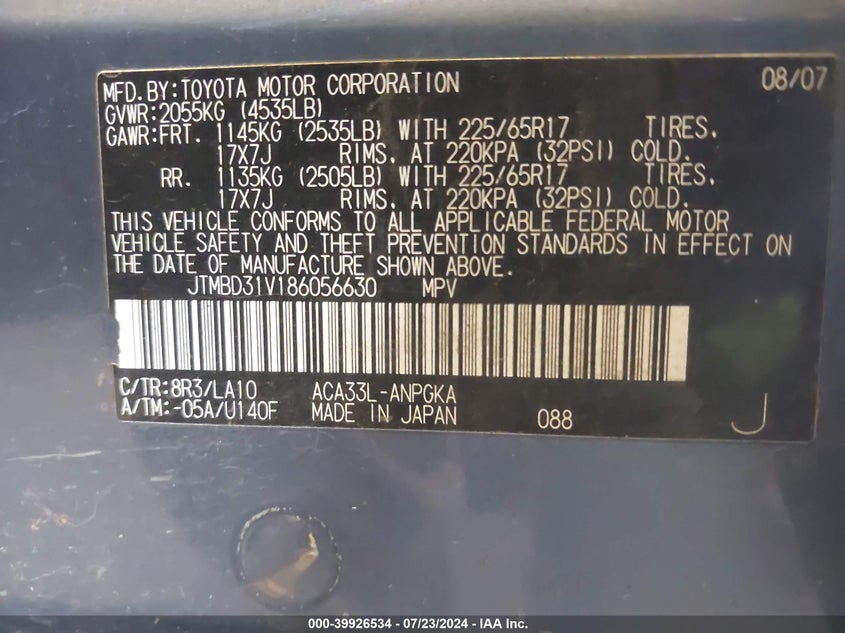 MFD. BY: TOYOTA MOTOR CORPORATION 08/07
GVWR: 2055KG (4535LB)
GAWR: FRT. 1145KG (2535LB) WITH 225/65R17 TIRES,
17X7J RIMS, AT 220KPA (32PSI) COLD.
RR. 1135KG (2505LB) WITH 225/65R17 TIRES,
17X7J RIMS, AT 220KPA (32PSI) COLD.
THIS VEHICLE CONFORMS TO ALL APPLICABLE FEDERAL MOTOR
VEHICLE SAFETY AND THEFT PREVENTION STANDARDS IN EFFECT ON
THE DATE OF MANUFACTURE SHOWN ABOVE.
JTMBD31V186056630 MPV
C/TR: 8R3/LA10 ACA33L-ANPGKA
A/TM: -05A/U140F MADE IN JAPAN 088 J
000-39926534 / 07/23/2024 - IAA Inc.